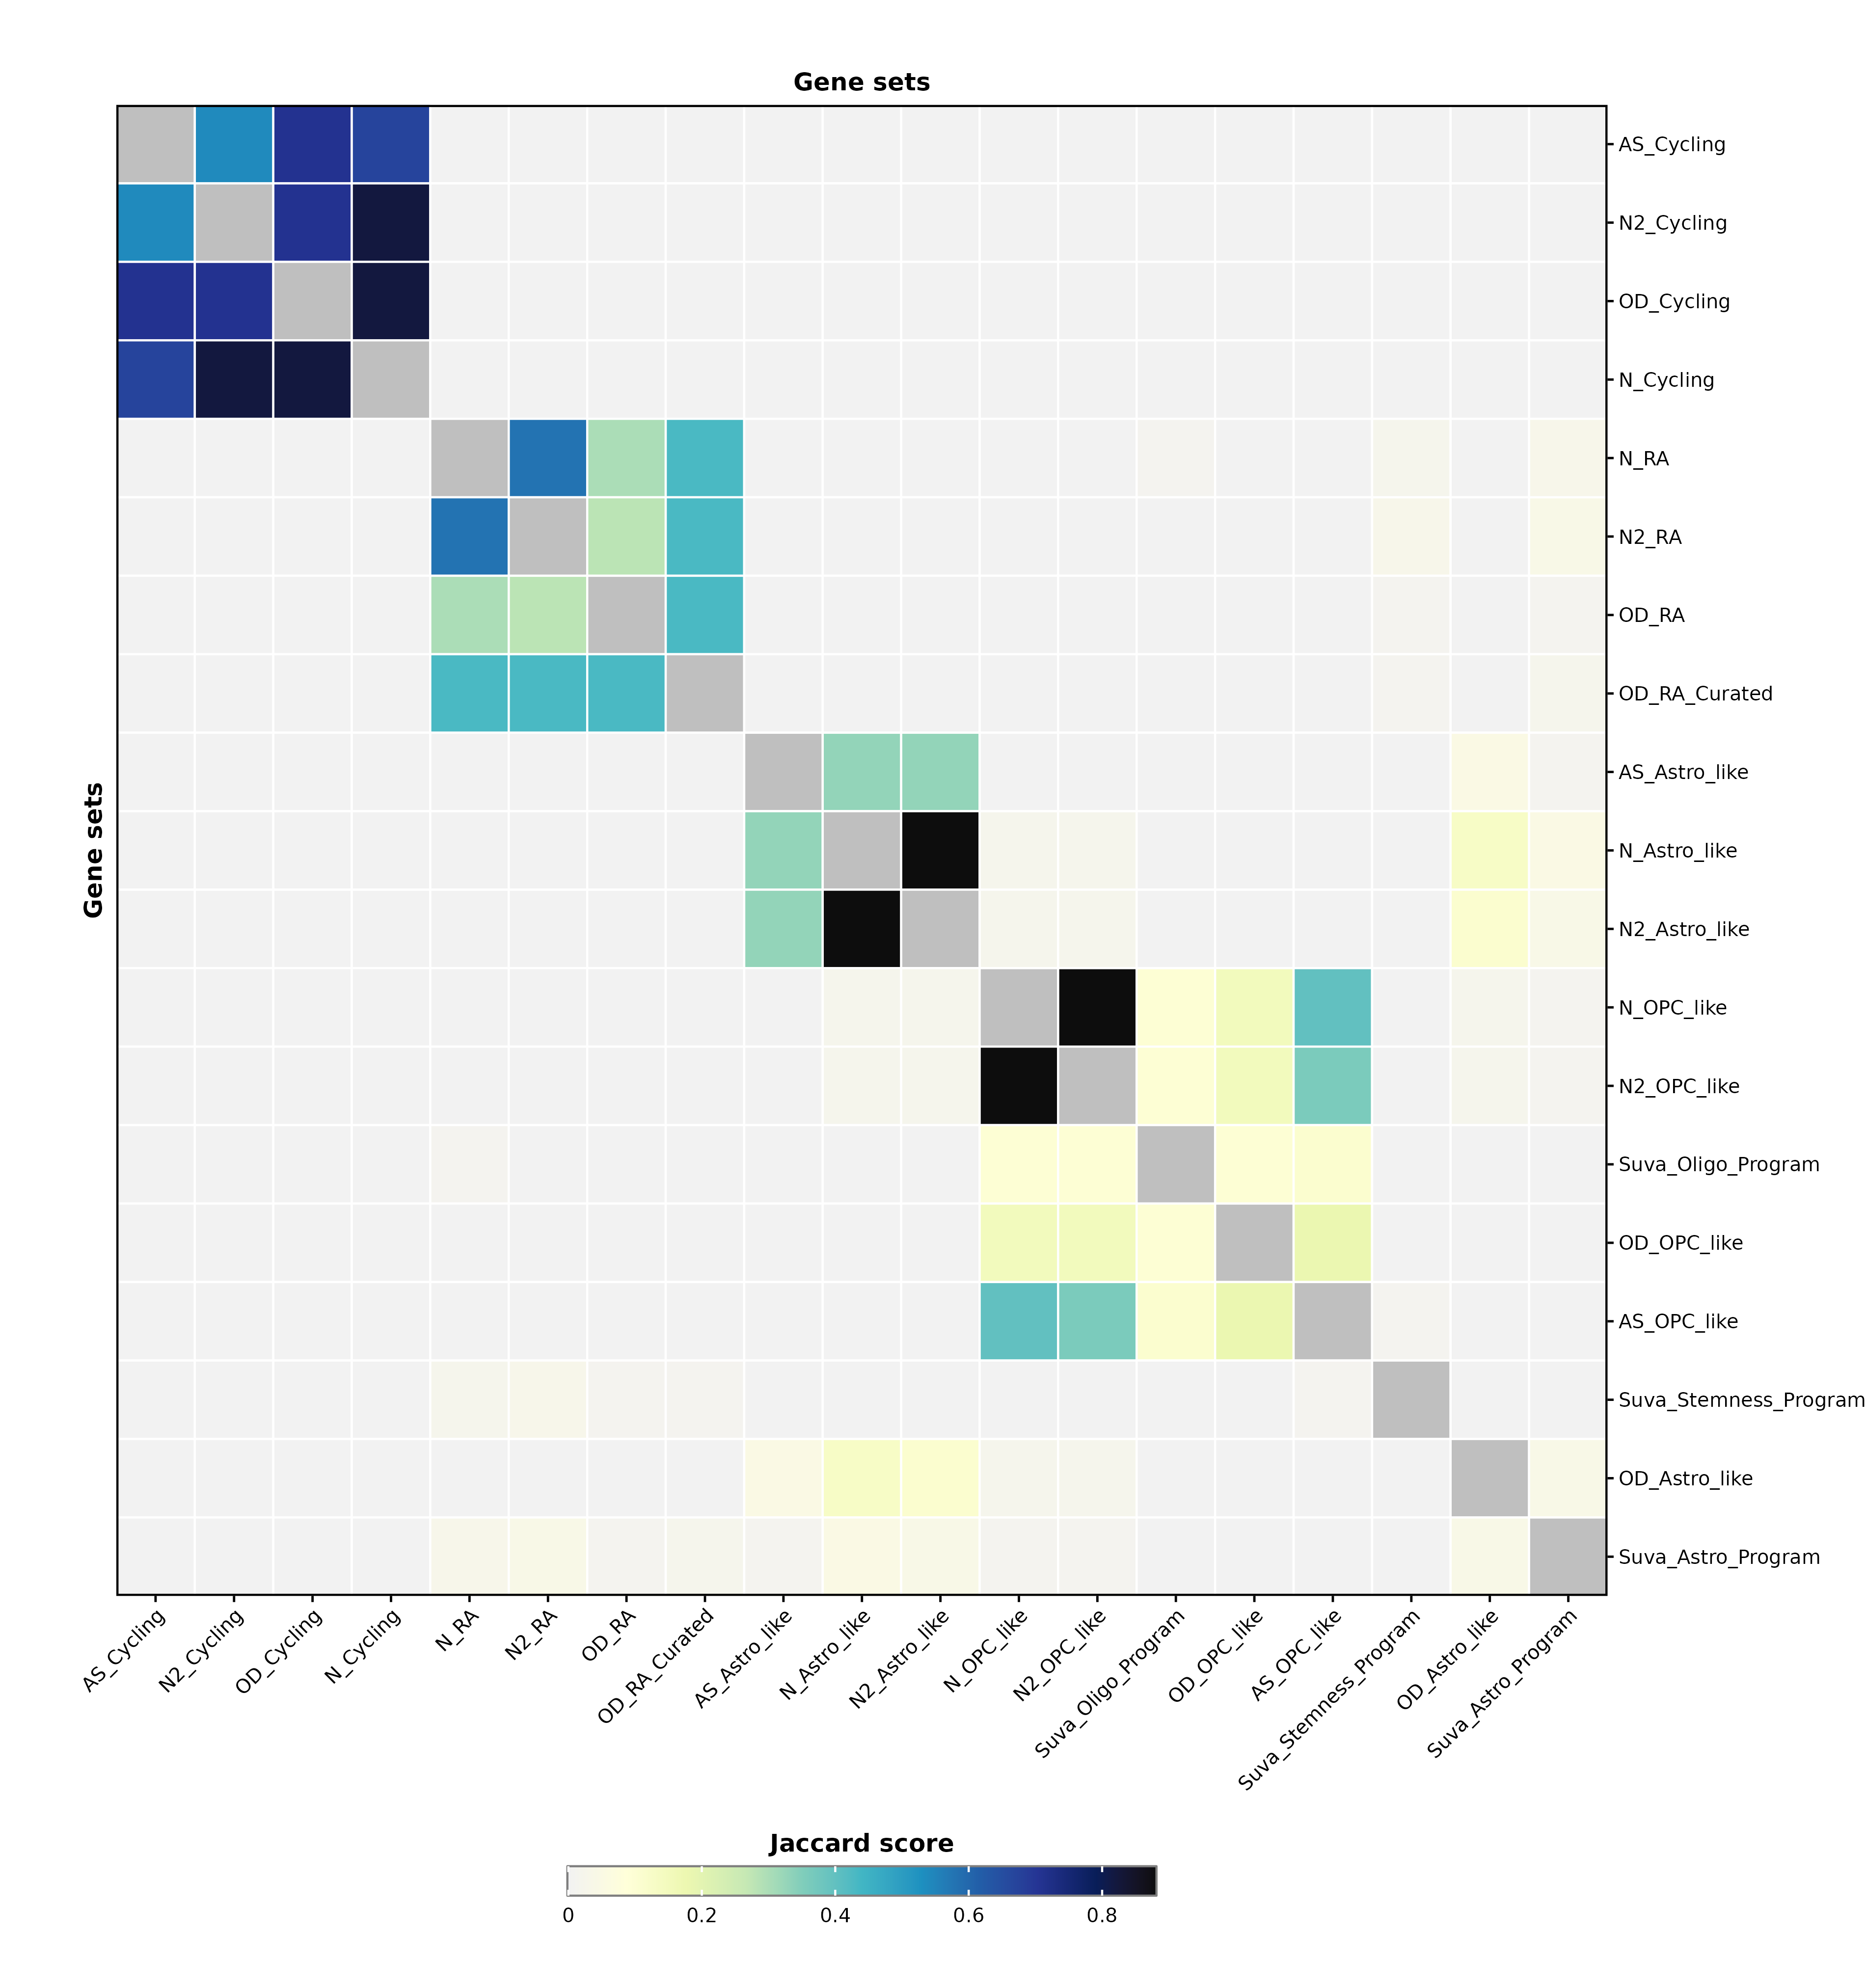 Gene sets
Gene sets
AS_Cycling
N2_Cycling
OD_Cycling
N_Cycling
N_RA
N2_RA
OD_RA
OD_RA_Curated
AS_Astro_like
N_Astro_like
N2_Astro_like
N_OPC_like
N2_OPC_like
Suva_Oligo_Program
OD_OPC_like
AS_OPC_like
Suva_Stemness_Program
OD_Astro_like
Suva_Astro_Program
AS_Cycling
N2_Cycling
OD_Cycling
N_Cycling
N_RA
N2_RA
OD_RA
OD_RA_Curated
AS_Astro_like
N_Astro_like
N2_Astro_like
N_OPC_like
N2_OPC_like
Suva_Oligo_Program
OD_OPC_like
AS_OPC_like
Suva_Stemness_Program
OD_Astro_like
Suva_Astro_Program
Jaccard score
0 0.2 0.4 0.6 0.8